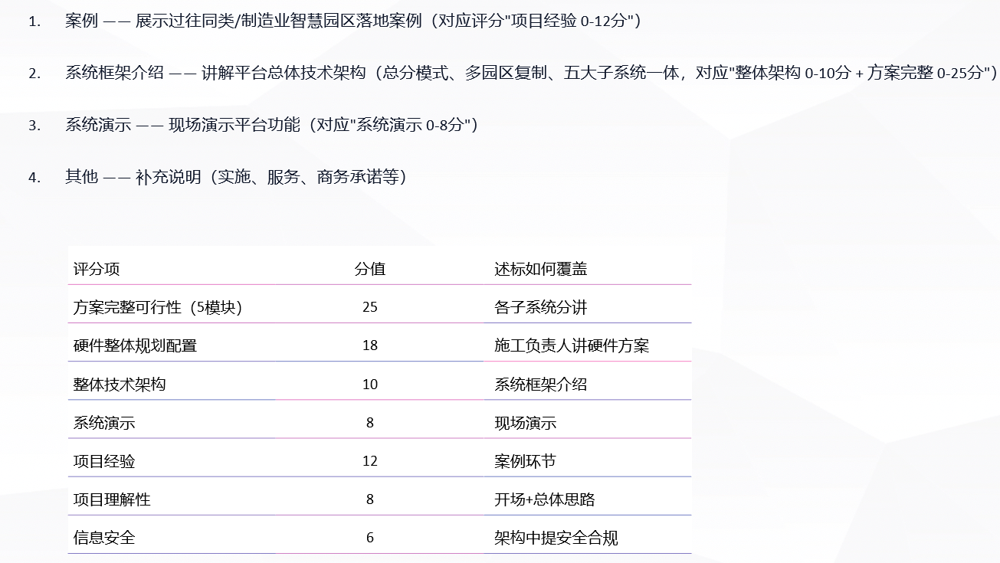 1. 案例 —— 展示过往同类/制造业智慧园区落地案例（对应评分"项目经验 0-12分"）
2. 系统框架介绍 —— 讲解平台总体技术架构（总分模式、多园区复制、五大子系统一体，对应"整体架构 0-10分 + 方案完整 0-25分"）
3. 系统演示 —— 现场演示平台功能（对应"系统演示 0-8分"）
4. 其他 —— 补充说明（实施、服务、商务承诺等）
评分项 分值 述标如何覆盖
方案完整可行性（5模块） 25 各子系统分讲
硬件整体规划配置 18 施工负责人讲硬件方案
整体技术架构 10 系统框架介绍
系统演示 8 现场演示
项目经验 12 案例环节
项目理解性 8 开场+总体思路
信息安全 6 架构中提安全合规